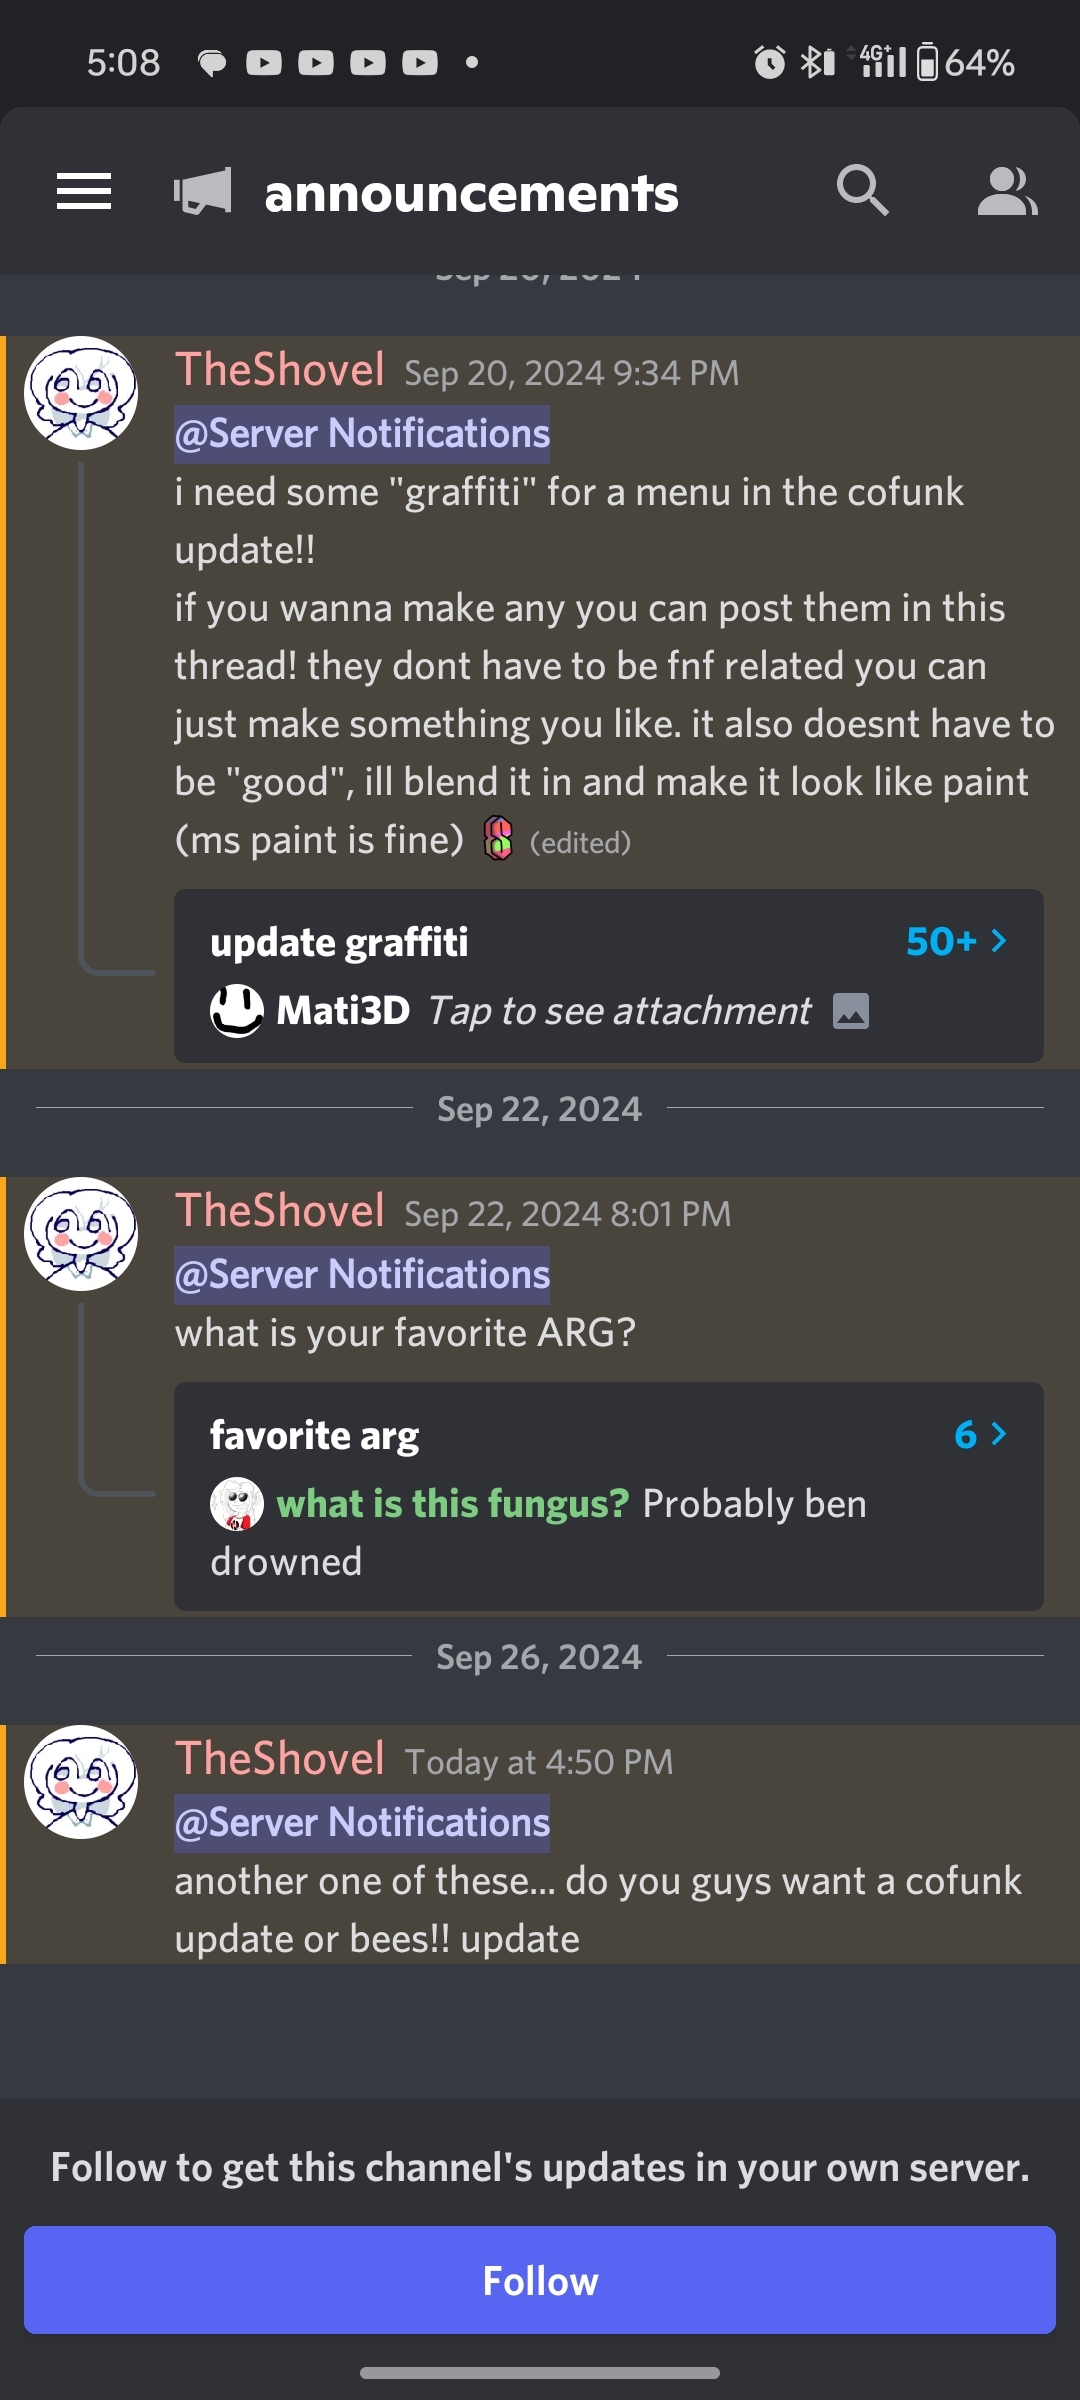 5:08
4G+
64%
announcements
Sep 20, 2024
TheShovel Sep 20, 2024 9:34 PM
@Server Notifications
i need some "graffiti" for a menu in the cofunk
update!!
if you wanna make any you can post them in this
thread! they dont have to be fnf related you can
just make something you like. it also doesnt have to
be "good", ill blend it in and make it look like paint
(ms paint is fine) (edited)
update graffiti 50+ >
Mati3D Tap to see attachment
Sep 22, 2024
TheShovel Sep 22, 2024 8:01 PM
@Server Notifications
what is your favorite ARG?
favorite arg 6 >
what is this fungus? Probably ben
drowned
Sep 26, 2024
TheShovel Today at 4:50 PM
@Server Notifications
another one of these... do you guys want a cofunk
update or bees!! update
Follow to get this channel's updates in your own server.
Follow